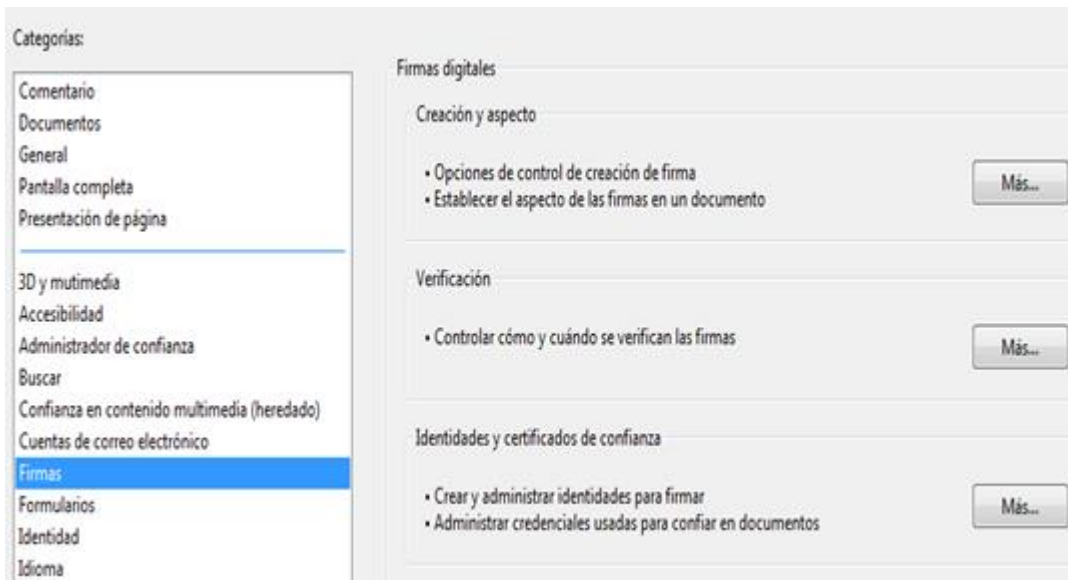 Categorías:
Comentario
Documentos
General
Pantalla completa
Presentación de página
3D y mutimedia
Accesibilidad
Administrador de confianza
Buscar
Confianza en contenido multimedia (heredado)
Cuentas de correo electrónico
Firmas
Formularios
Identidad
Idioma
Firmas digitales
Creación y aspecto
• Opciones de control de creación de firma
• Establecer el aspecto de las firmas en un documento
Más...
Verificación
• Controlar cómo y cuándo se verifican las firmas
Más...
Identidades y certificados de confianza
• Crear y administrar identidades para firmar
• Administrar credenciales usadas para confiar en documentos
Más...